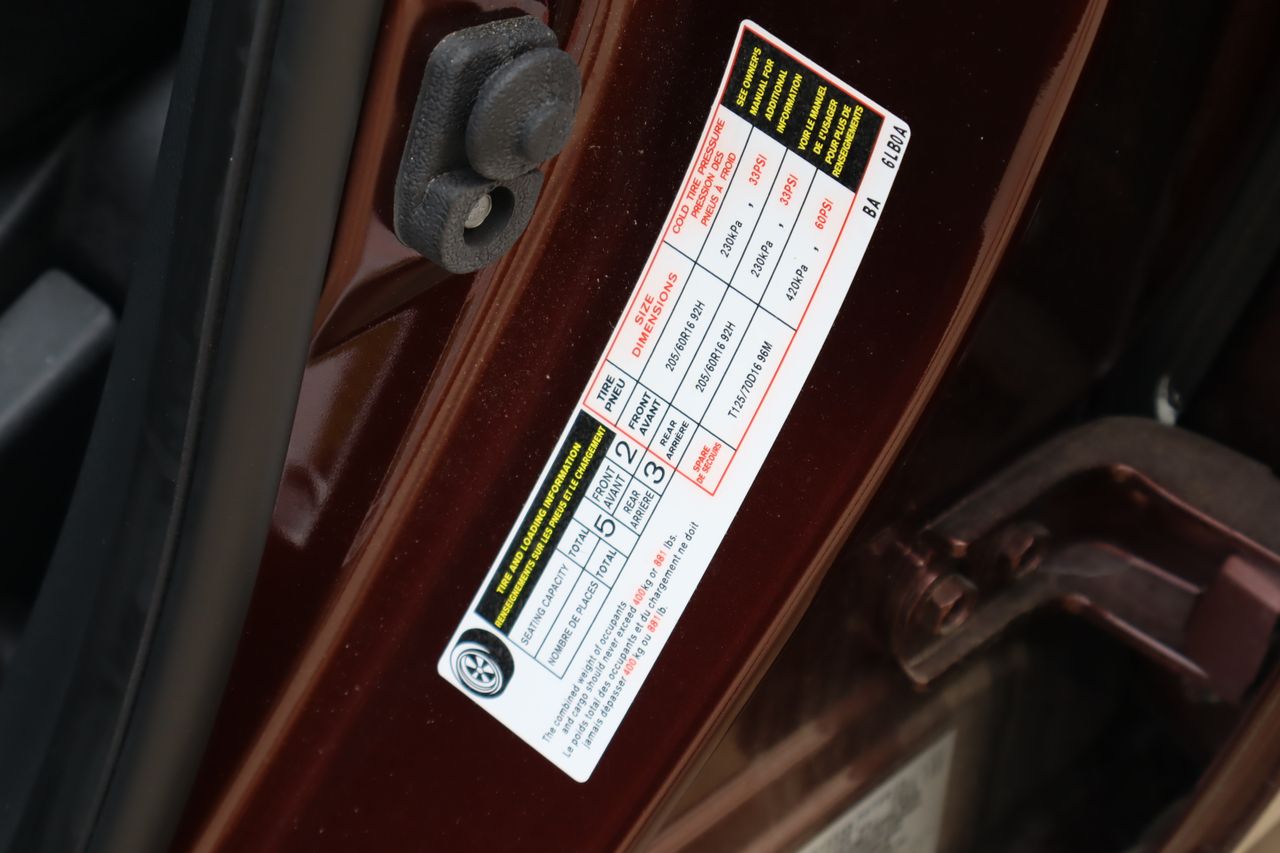 TIRE AND LOADING INFORMATION
RENSEIGNEMENTS SUR LES PNEUS ET LE CHARGEMENT
SEATING CAPACITY TOTAL 5 FRONT AVANT 2 REAR ARRIÈRE 3
NOMBRE DE PLACES TOTAL
The combined weight of occupants
and cargo should never exceed 400 kg or 881 lbs.
Le poids total des occupants et du chargement ne doit
jamais dépasser 400 kg ou 881 lb.
TIRE PNEU SIZE DIMENSIONS COLD TIRE PRESSURE PRESSION DES PNEUS À FROID
FRONT AVANT 205/60R16 92H 230kPa , 33PSI
REAR ARRIÈRE 205/60R16 92H 230kPa , 33PSI
SPARE DE SECOURS T125/70D16 96M 420kPa , 60PSI
SEE OWNER'S
MANUAL FOR
ADDITIONAL
INFORMATION
VOIR LE MANUEL
DE L'USAGER
POUR PLUS DE
RENSEIGNEMENTS
BA 6LB0A